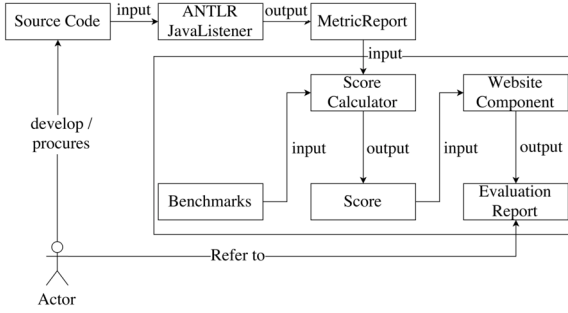 Source Code
input
ANTLR
JavaListener
output
MetricReport
input
Score
Calculator
Website
Component
develop /
procures
input
output
input
output
Benchmarks
Score
Evaluation
Report
Refer to
Actor